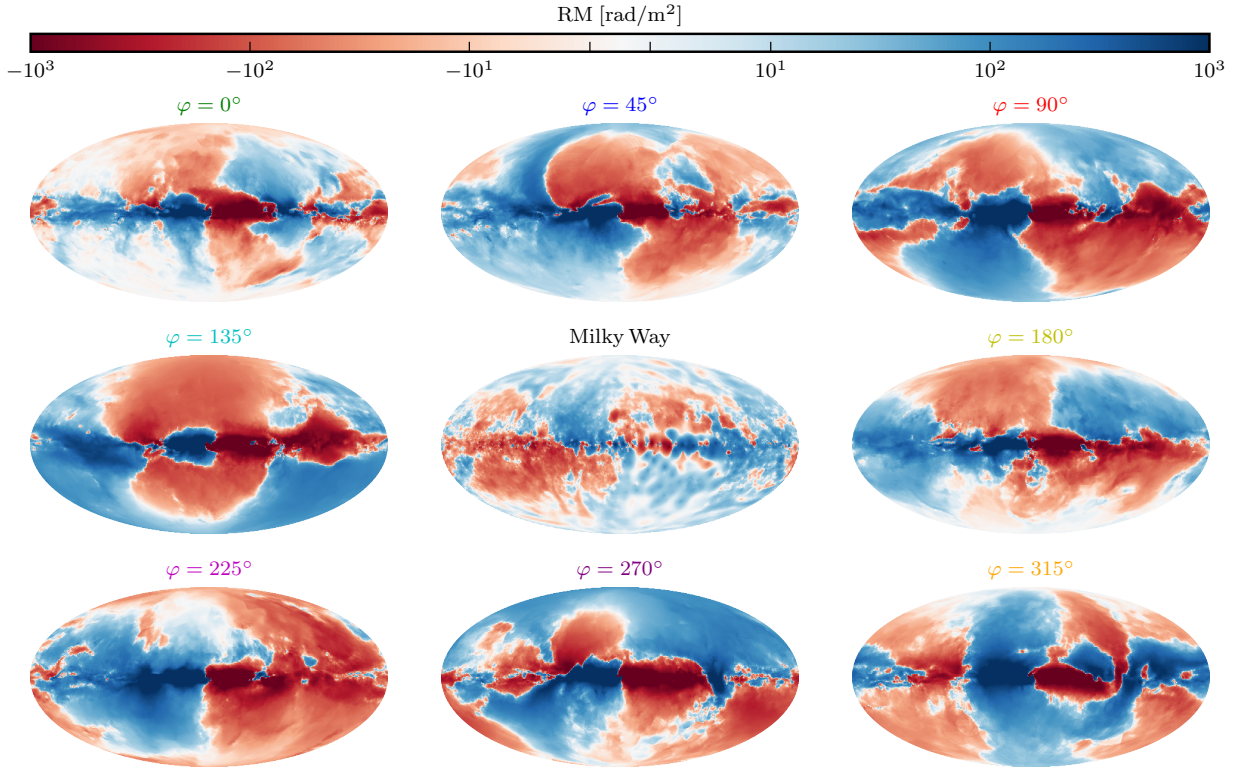 RM [rad/m²]
−10³ −10² −10¹ 10¹ 10² 10³
φ = 0° φ = 45° φ = 90°
φ = 135° Milky Way φ = 180°
φ = 225° φ = 270° φ = 315°